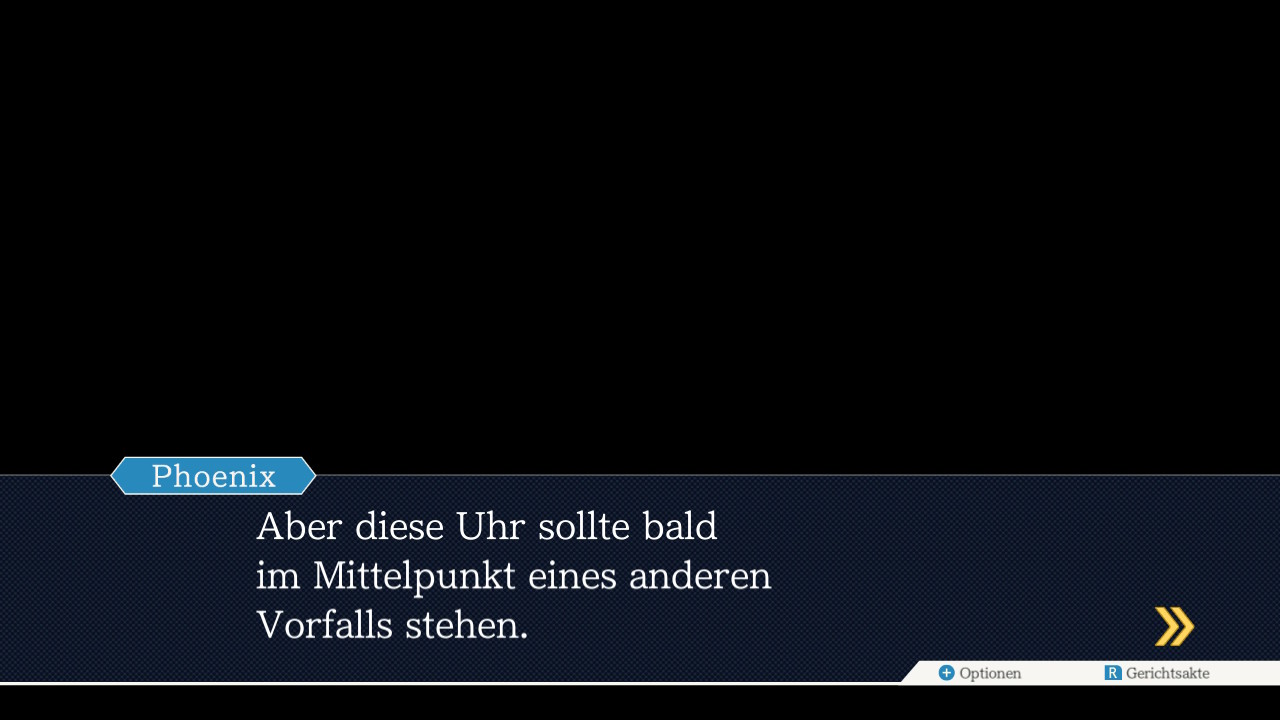 Phoenix
Aber diese Uhr sollte bald
im Mittelpunkt eines anderen
Vorfalls stehen.
+ Optionen
R Gerichtsakte